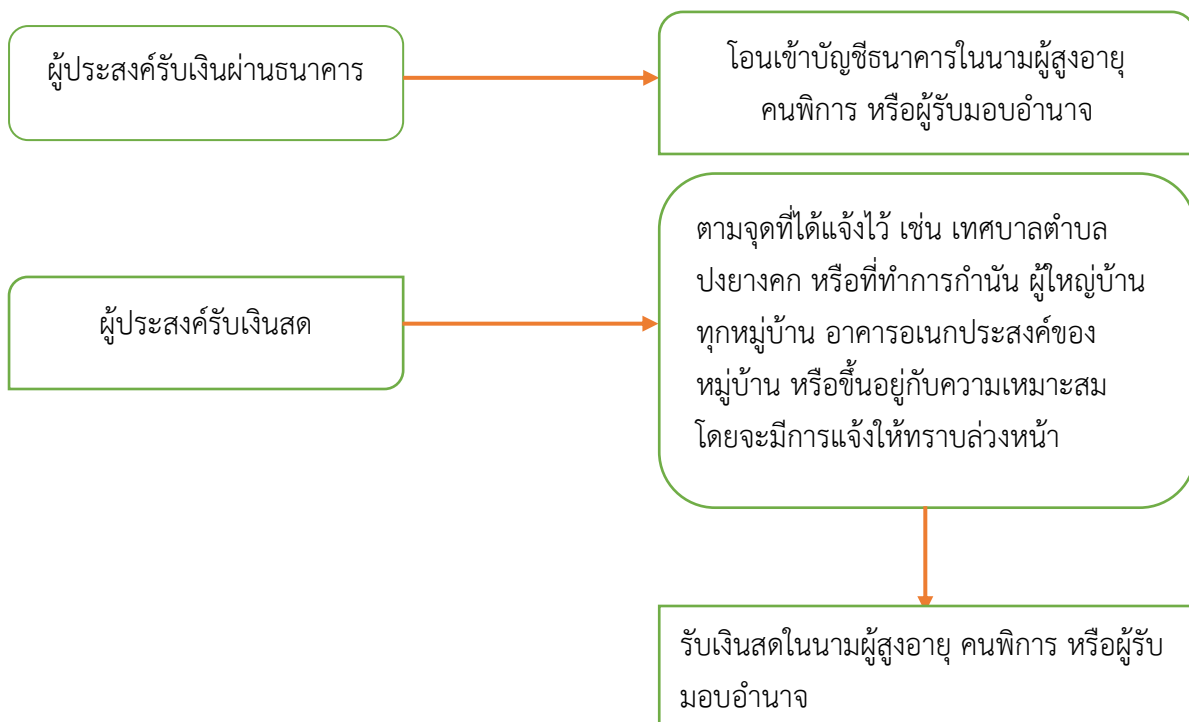 ผู้ประสงค์รับเงินผ่านธนาคาร
โอนเข้าบัญชีธนาคารในนามผู้สูงอายุ
คนพิการ หรือผู้รับมอบอำนาจ
ผู้ประสงค์รับเงินสด
ตามจุดที่ได้แจ้งไว้ เช่น เทศบาลตำบล
ปงยางคก หรือที่ทำการกำนัน ผู้ใหญ่บ้าน
ทุกหมู่บ้าน อาคารอเนกประสงค์ของ
หมู่บ้าน หรือขึ้นอยู่กับความเหมาะสม
โดยจะมีการแจ้งให้ทราบล่วงหน้า
รับเงินสดในนามผู้สูงอายุ คนพิการ หรือผู้รับ
มอบอำนาจ